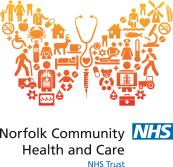 Norfolk Community NHS
Health and Care
NHS Trust